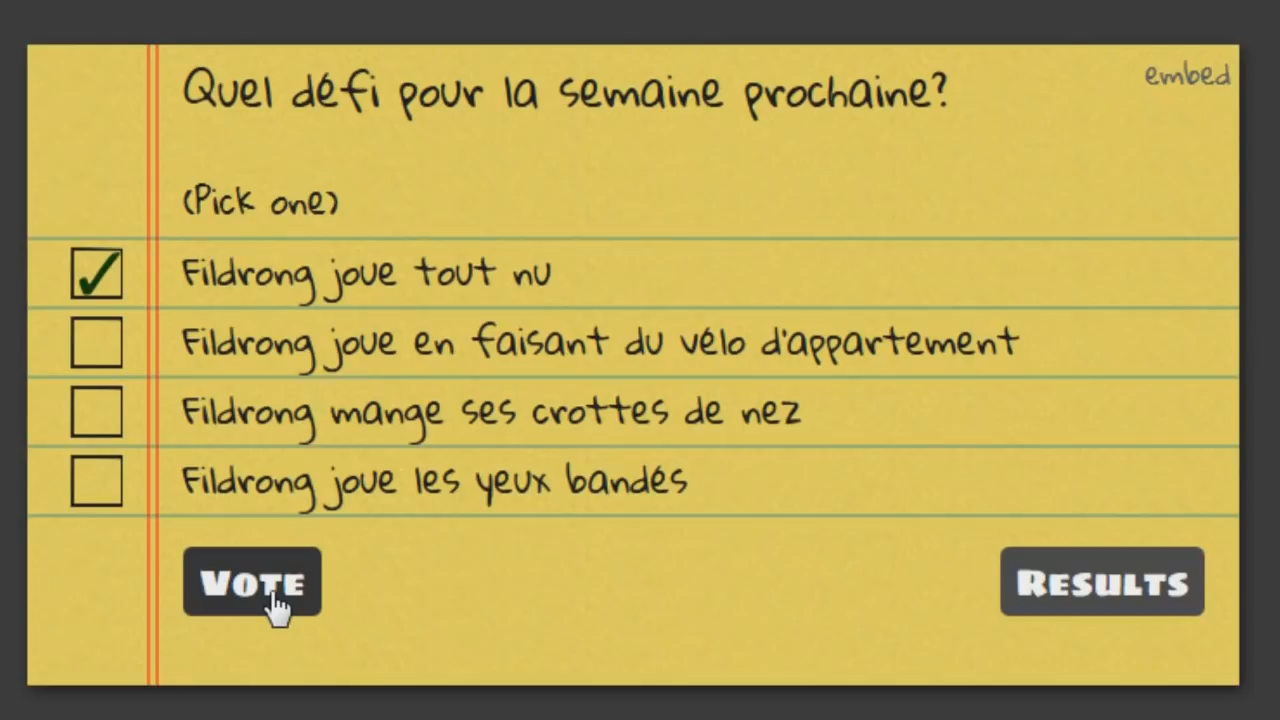 Quel défi pour la semaine prochaine?
embed
(Pick one)
Fildrong joue tout nu
Fildrong joue en faisant du vélo d'appartement
Fildrong mange ses crottes de nez
Fildrong joue les yeux bandés
Vote
Results